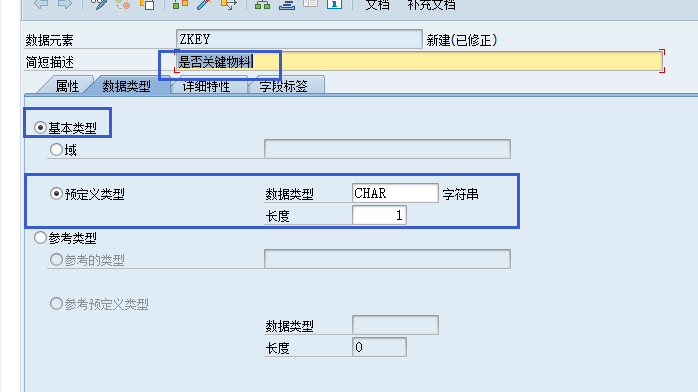 文档 补充文档
数据元素 ZKEY 新建(已修正)
简短描述 是否关键物料
属性 数据类型 详细特性 字段标签
基本类型
域
预定义类型 数据类型 CHAR 字符串
长度 1
参考类型
参考的类型
参考预定义类型
数据类型
长度 0